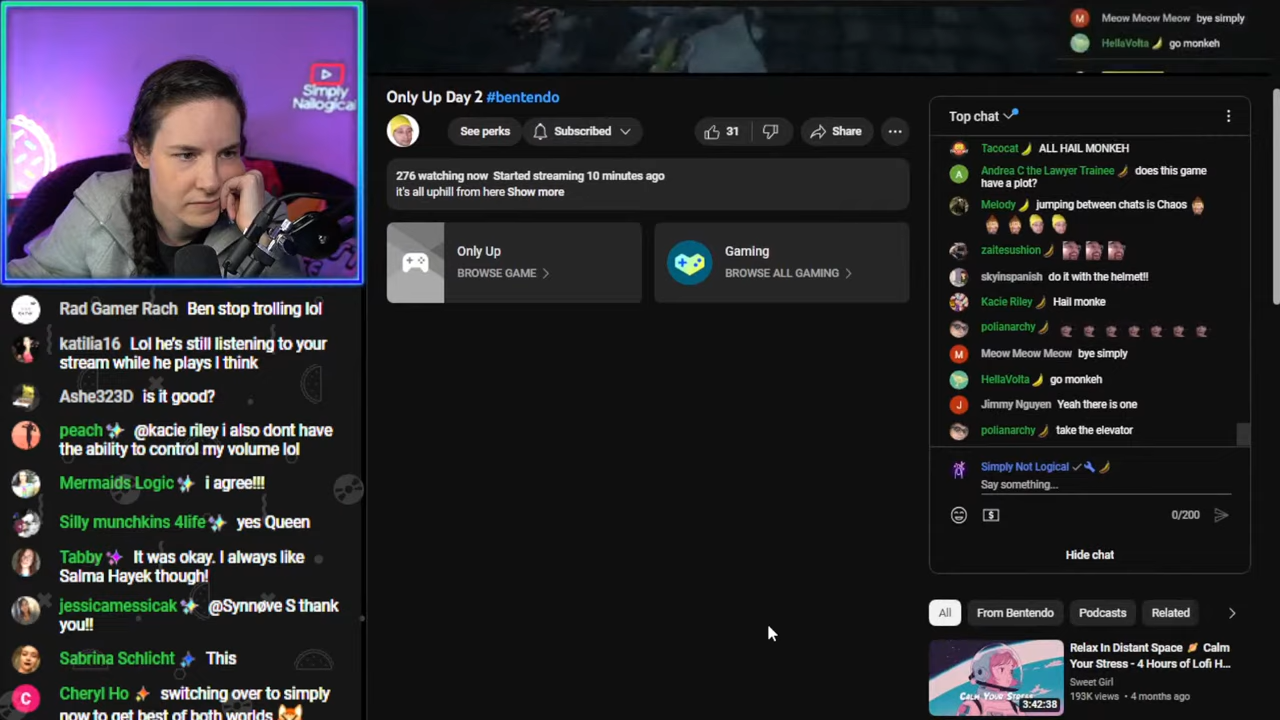 Simply
Nailogical
Rad Gamer Rach Ben stop trolling lol
katilia16 Lol he's still listening to your
stream while he plays I think
Ashe323D is it good?
peach @kacie riley i also dont have
the ability to control my volume lol
Mermaids Logic i agree!!!
Silly munchkins 4life yes Queen
Tabby It was okay. I always like
Salma Hayek though!
jessicamessicak @Synnøve S thank
you!!
Sabrina Schlicht This
C Cheryl Ho switching over to simply
now to get best of both worlds
M Meow Meow Meow bye simply
HellaVolta go monkeh
Only Up Day 2 #bentendo
See perks
Subscribed
31
Share
276 watching now Started streaming 10 minutes ago
it's all uphill from here Show more
Only Up
BROWSE GAME
Gaming
BROWSE ALL GAMING
Top chat
Tacocat ALL HAIL MONKEH
A Andrea C the Lawyer Trainee does this game
have a plot?
Melody jumping between chats is Chaos
zaitesushion
skyinspanish do it with the helmet!!
Kacie Riley Hail monke
polianarchy
M Meow Meow Meow bye simply
HellaVolta go monkeh
J Jimmy Nguyen Yeah there is one
polianarchy take the elevator
Simply Not Logical
Say something...
0/200
Hide chat
All
From Bentendo
Podcasts
Related
CALM YOUR STRESS
3:42:38
Relax In Distant Space Calm
Your Stress - 4 Hours of Lofi H...
Sweet Girl
193K views • 4 months ago